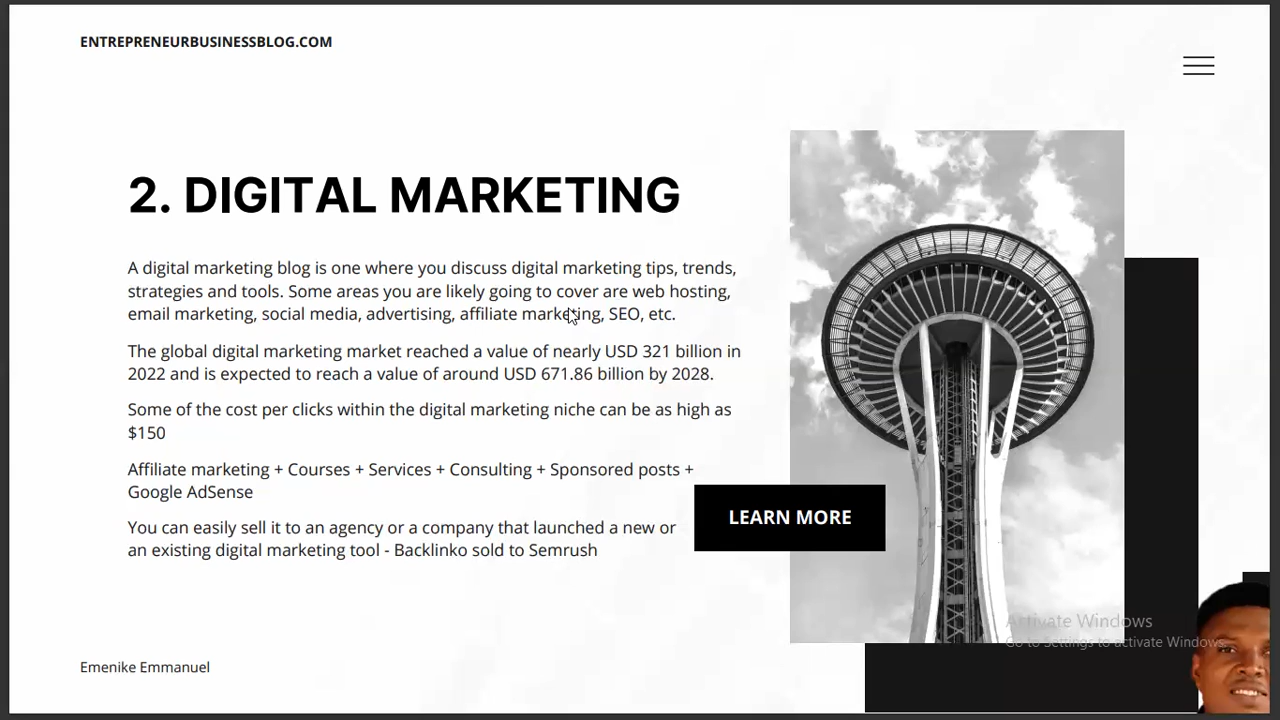 ENTREPRENEURBUSINESSBLOG.COM
2. DIGITAL MARKETING
A digital marketing blog is one where you discuss digital marketing tips, trends,
strategies and tools. Some areas you are likely going to cover are web hosting,
email marketing, social media, advertising, affiliate marketing, SEO, etc.
The global digital marketing market reached a value of nearly USD 321 billion in
2022 and is expected to reach a value of around USD 671.86 billion by 2028.
Some of the cost per clicks within the digital marketing niche can be as high as
$150
Affiliate marketing + Courses + Services + Consulting + Sponsored posts +
Google AdSense
You can easily sell it to an agency or a company that launched a new or
an existing digital marketing tool - Backlinko sold to Semrush
LEARN MORE
Activate Windows
Go to Settings to activate Windows.
Emenike Emmanuel